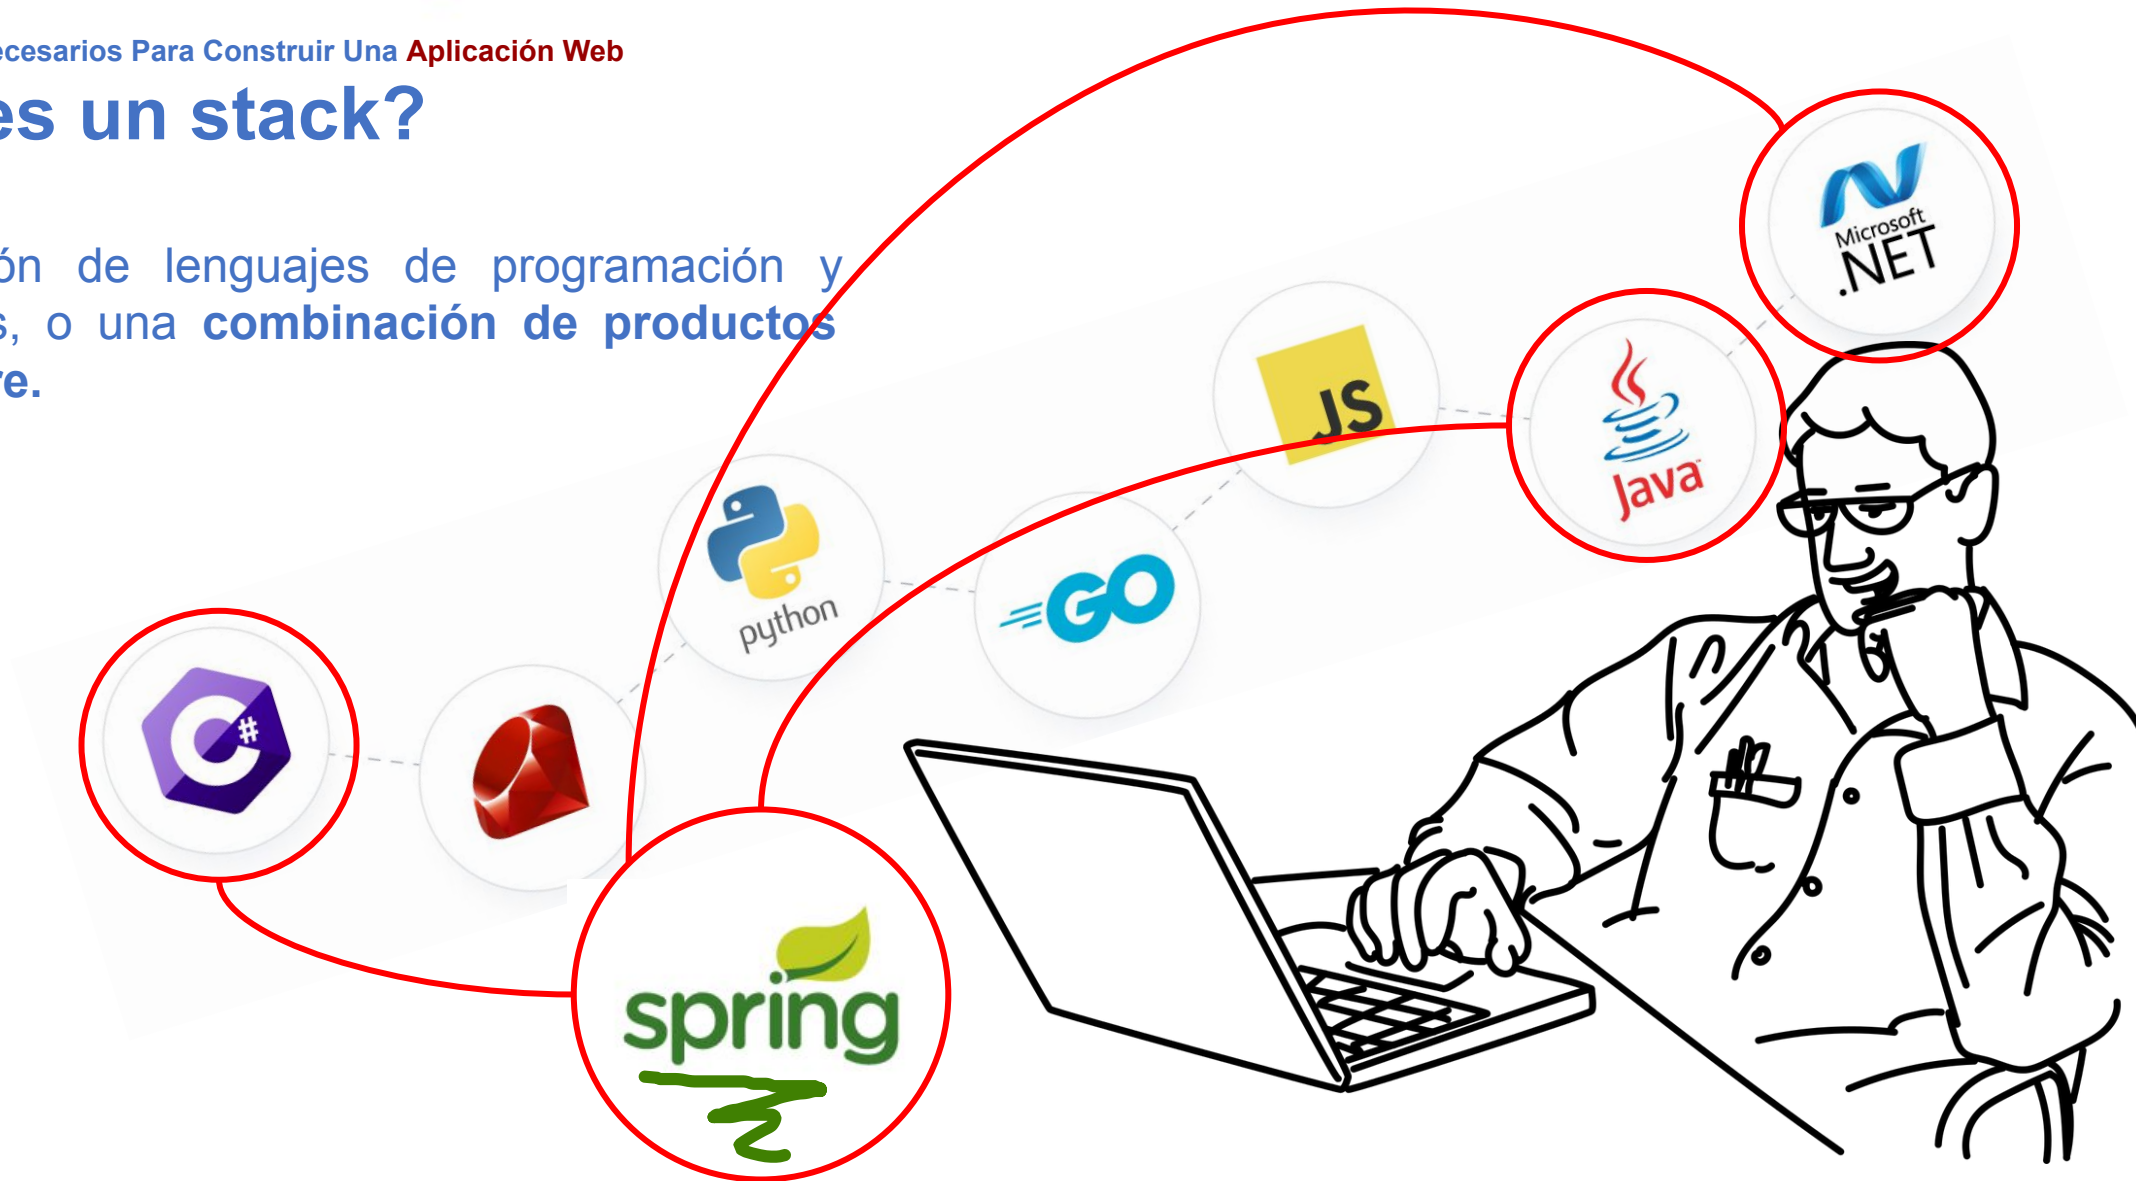 ecesarios Para Construir Una Aplicación Web
es un stack?
ón de lenguajes de programación y
s, o una combinación de productos
re.
Microsoft
.NET
JS
Java
python
GO
C#
spring